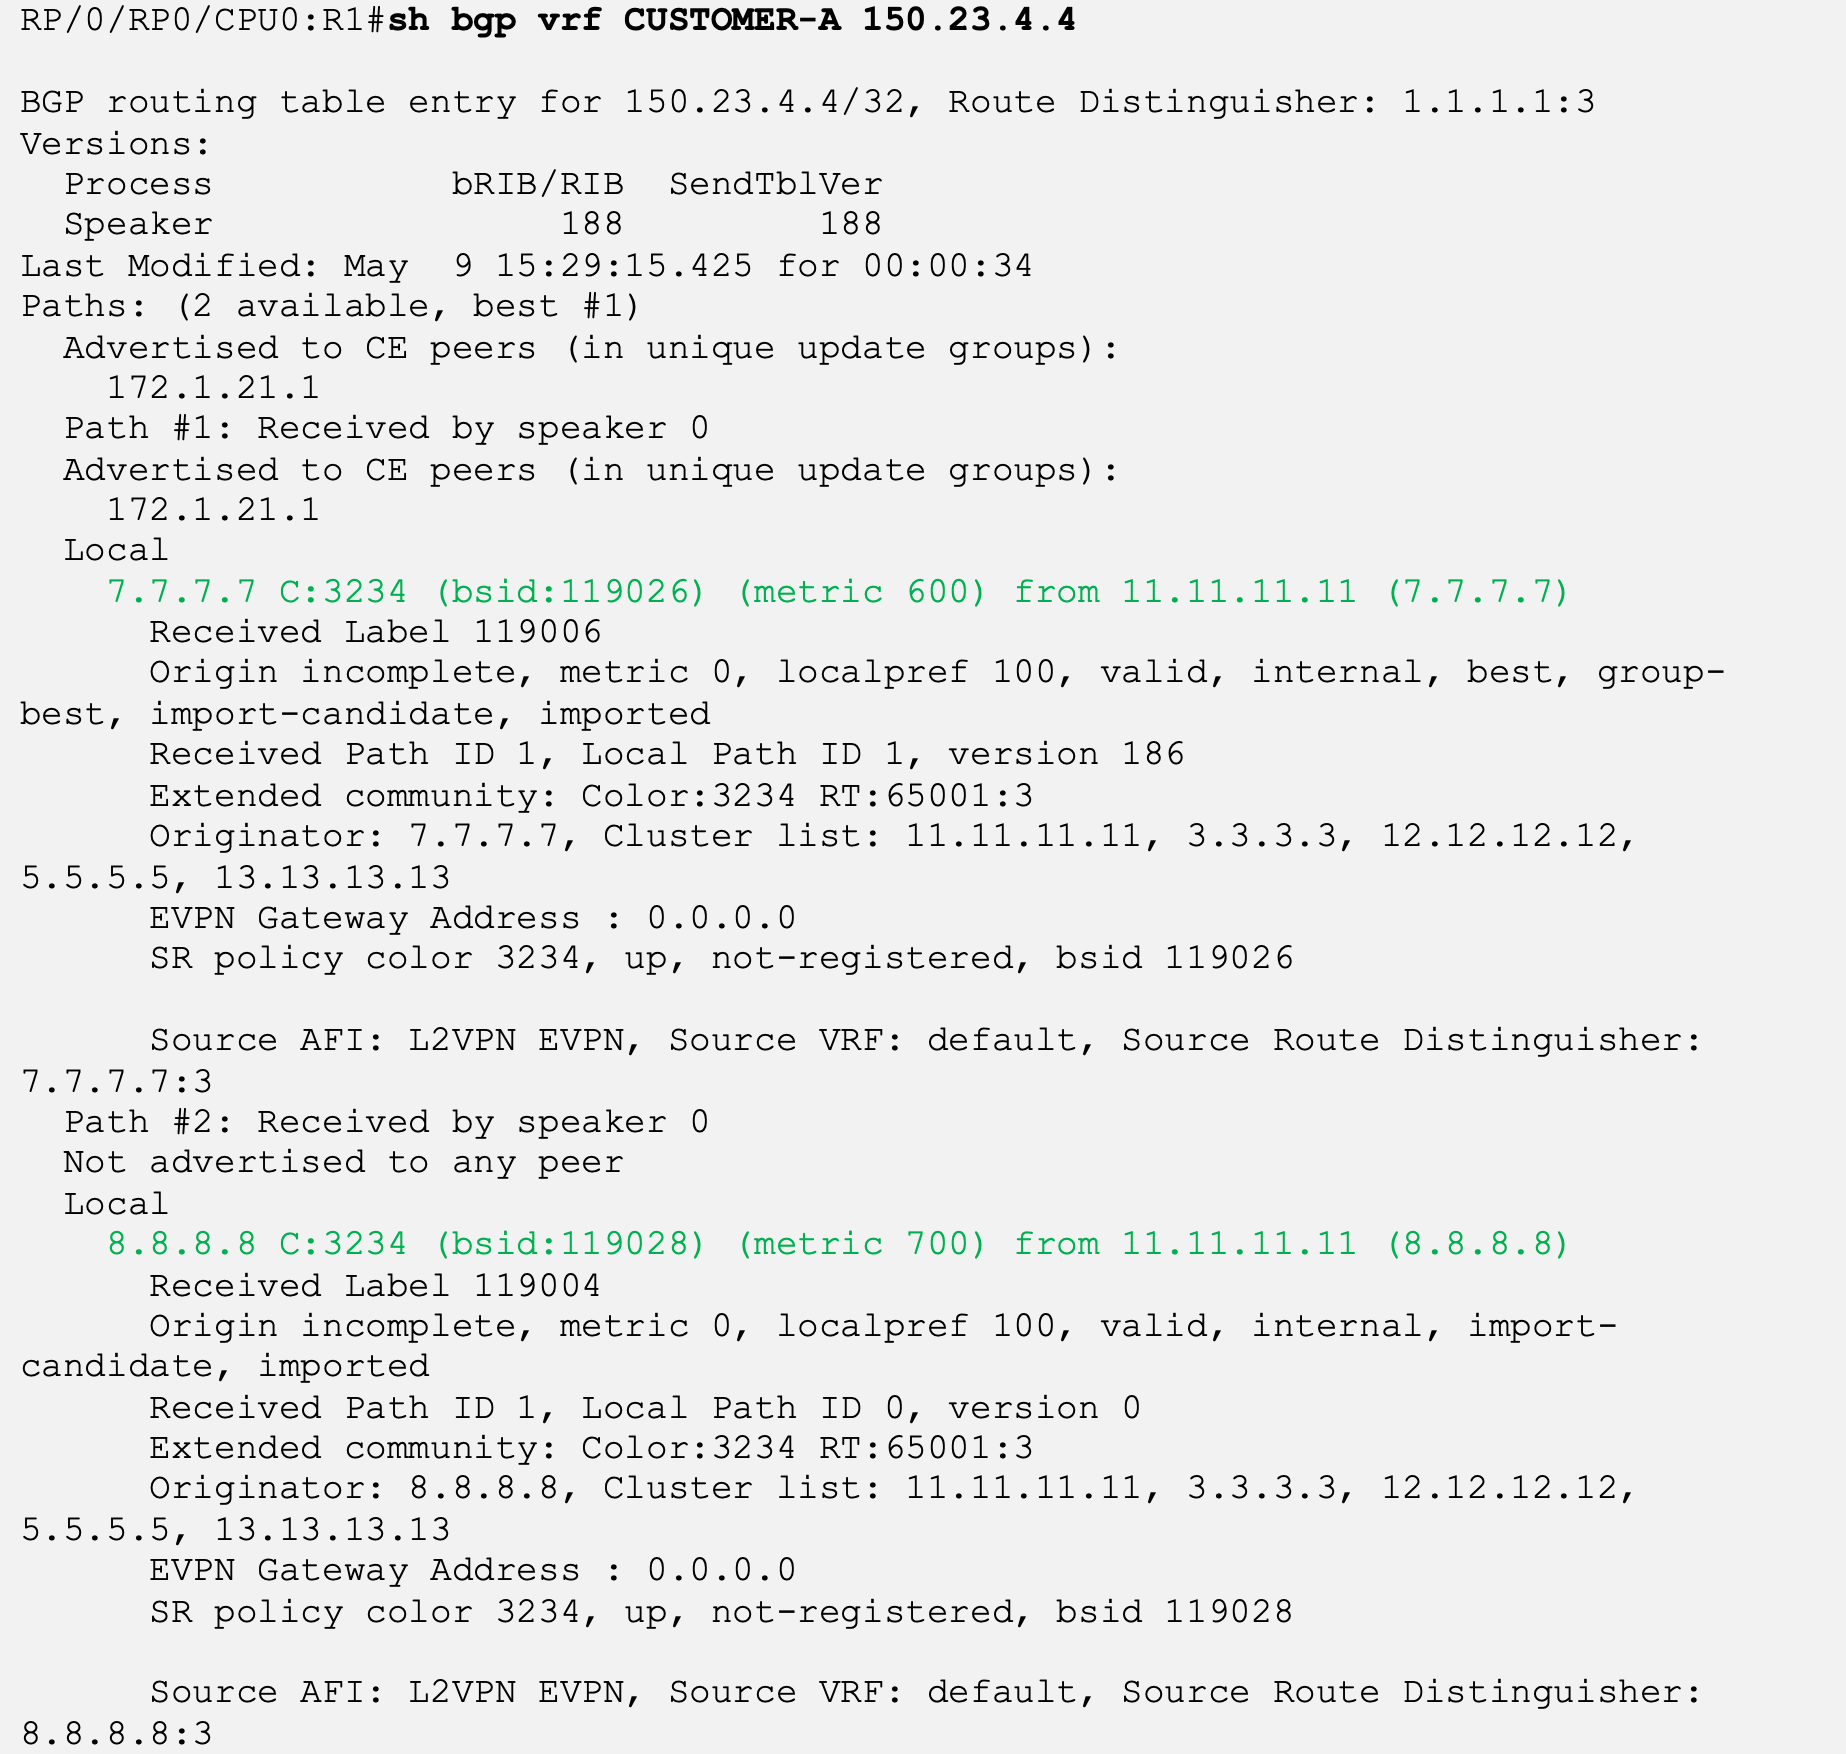 RP/0/RP0/CPU0:R1#sh bgp vrf CUSTOMER-A 150.23.4.4
BGP routing table entry for 150.23.4.4/32, Route Distinguisher: 1.1.1.1:3
Versions:
  Process           bRIB/RIB  SendTblVer
  Speaker                188         188
Last Modified: May  9 15:29:15.425 for 00:00:34
Paths: (2 available, best #1)
  Advertised to CE peers (in unique update groups):
    172.1.21.1
  Path #1: Received by speaker 0
  Advertised to CE peers (in unique update groups):
    172.1.21.1
  Local
    7.7.7.7 C:3234 (bsid:119026) (metric 600) from 11.11.11.11 (7.7.7.7)
      Received Label 119006
      Origin incomplete, metric 0, localpref 100, valid, internal, best, group-
best, import-candidate, imported
      Received Path ID 1, Local Path ID 1, version 186
      Extended community: Color:3234 RT:65001:3
      Originator: 7.7.7.7, Cluster list: 11.11.11.11, 3.3.3.3, 12.12.12.12,
5.5.5.5, 13.13.13.13
      EVPN Gateway Address : 0.0.0.0
      SR policy color 3234, up, not-registered, bsid 119026
      Source AFI: L2VPN EVPN, Source VRF: default, Source Route Distinguisher:
7.7.7.7:3
  Path #2: Received by speaker 0
  Not advertised to any peer
  Local
    8.8.8.8 C:3234 (bsid:119028) (metric 700) from 11.11.11.11 (8.8.8.8)
      Received Label 119004
      Origin incomplete, metric 0, localpref 100, valid, internal, import-
candidate, imported
      Received Path ID 1, Local Path ID 0, version 0
      Extended community: Color:3234 RT:65001:3
      Originator: 8.8.8.8, Cluster list: 11.11.11.11, 3.3.3.3, 12.12.12.12,
5.5.5.5, 13.13.13.13
      EVPN Gateway Address : 0.0.0.0
      SR policy color 3234, up, not-registered, bsid 119028
      Source AFI: L2VPN EVPN, Source VRF: default, Source Route Distinguisher:
8.8.8.8:3